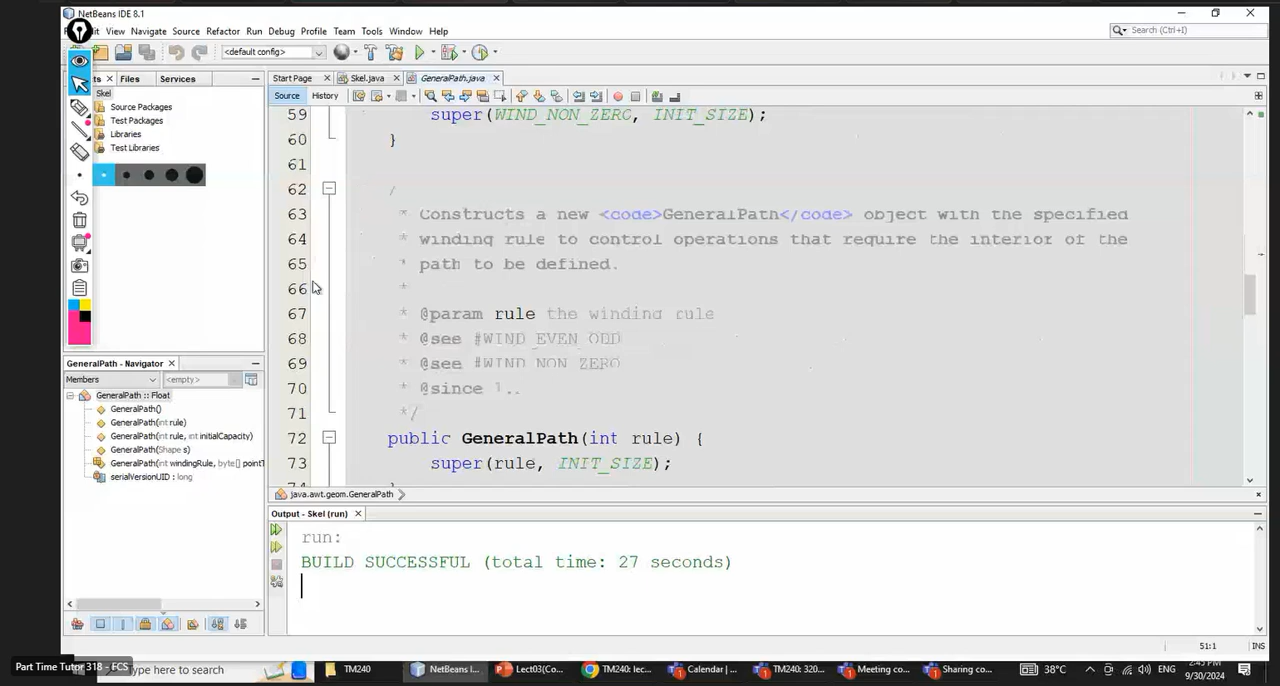 NetBeans IDE 8.1
View Navigate Source Refactor Run Debug Profile Team Tools Window Help
Search (Ctrl+I)
<default config>
Files Services
Start Page Skel.java GeneralPath.java
Skel
Source History
Source Packages
Test Packages
Libraries
Test Libraries
59 super(WIND_NON_ZERO, INIT_SIZE);
60 }
61
62 /
63 * Constructs a new <code>GeneralPath</code> object with the specified
64 * winding rule to control operations that require the interior of the
65 * path to be defined.
66 *
67 * @param rule the winding rule
68 * @see #WIND_EVEN_ODD
69 * @see #WIND_NON_ZERO
70 * @since 1..
71 */
72 public GeneralPath(int rule) {
73 super(rule, INIT_SIZE);
java.awt.geom.GeneralPath
GeneralPath - Navigator
Members <empty>
GeneralPath :: Float
GeneralPath()
GeneralPath(int rule)
GeneralPath(int rule, int initialCapacity)
GeneralPath(Shape s)
GeneralPath(int windingRule, byte[] pointT
serialVersionUID : long
Output - Skel (run)
run:
BUILD SUCCESSFUL (total time: 27 seconds)
51:1 INS
Part Time Tutor 318 - FCS
type here to search
TM240
NetBeans I...
Lect03(Co...
TM240: lec...
Calendar | ...
TM240: 320...
Meeting co...
Sharing co...
38°C
ENG
2:45 PM
9/30/2024